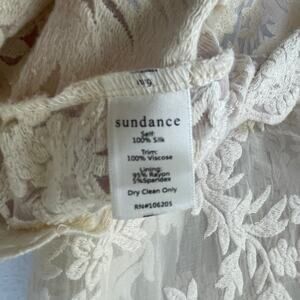 sundance
Self:
100% Silk
Trim:
100% Viscose
Lining:
95% Rayon
5%Spandex
Dry Clean Only
RN#106205